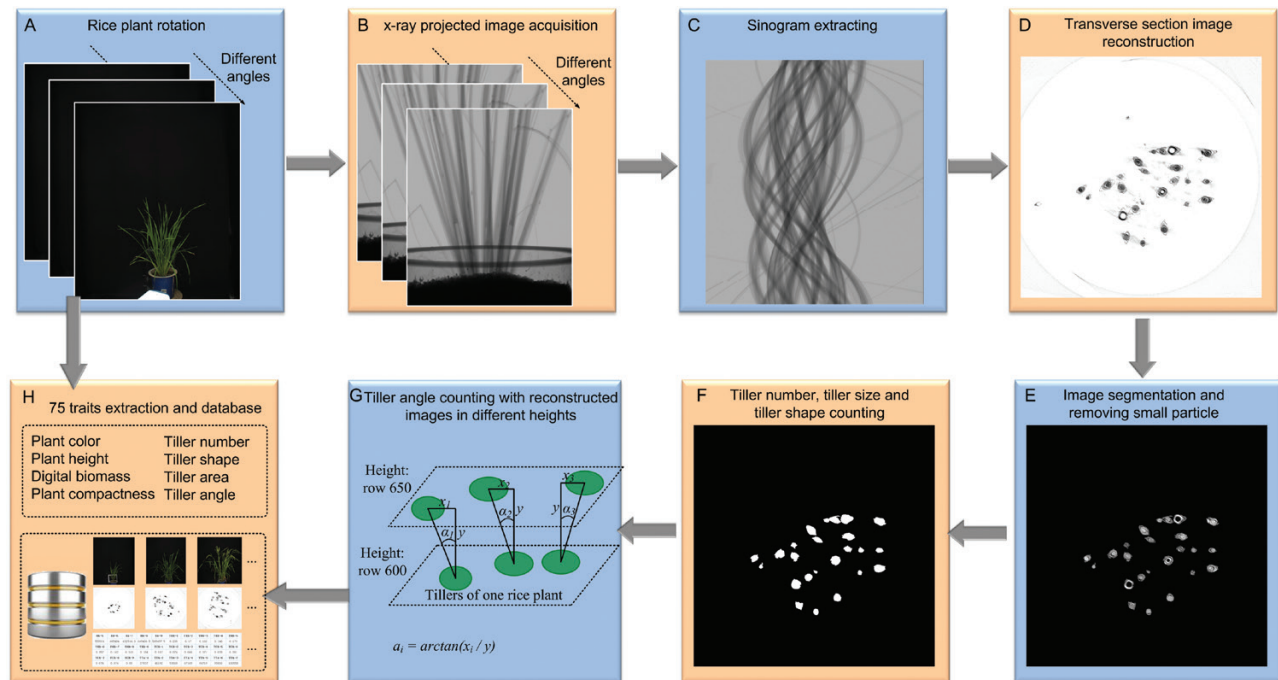 A
Rice plant rotation
Different
angles
B
x-ray projected image acquisition
Different
angles
C
Sinogram extracting
D
Transverse section image
reconstruction
H
75 traits extraction and database
Plant color
Tiller number
Plant height
Tiller shape
Digital biomass
Tiller area
Plant compactness
Tiller angle
...
...
...
G
Tiller angle counting with reconstructed
images in different heights
Height:
row 650
x1
x2
x3
α1
y
α2
y
y
α3
Height:
row 600
Tillers of one rice plant
ai = arctan(xi / y)
F
Tiller number, tiller size and
tiller shape counting
E
Image segmentation and
removing small particle